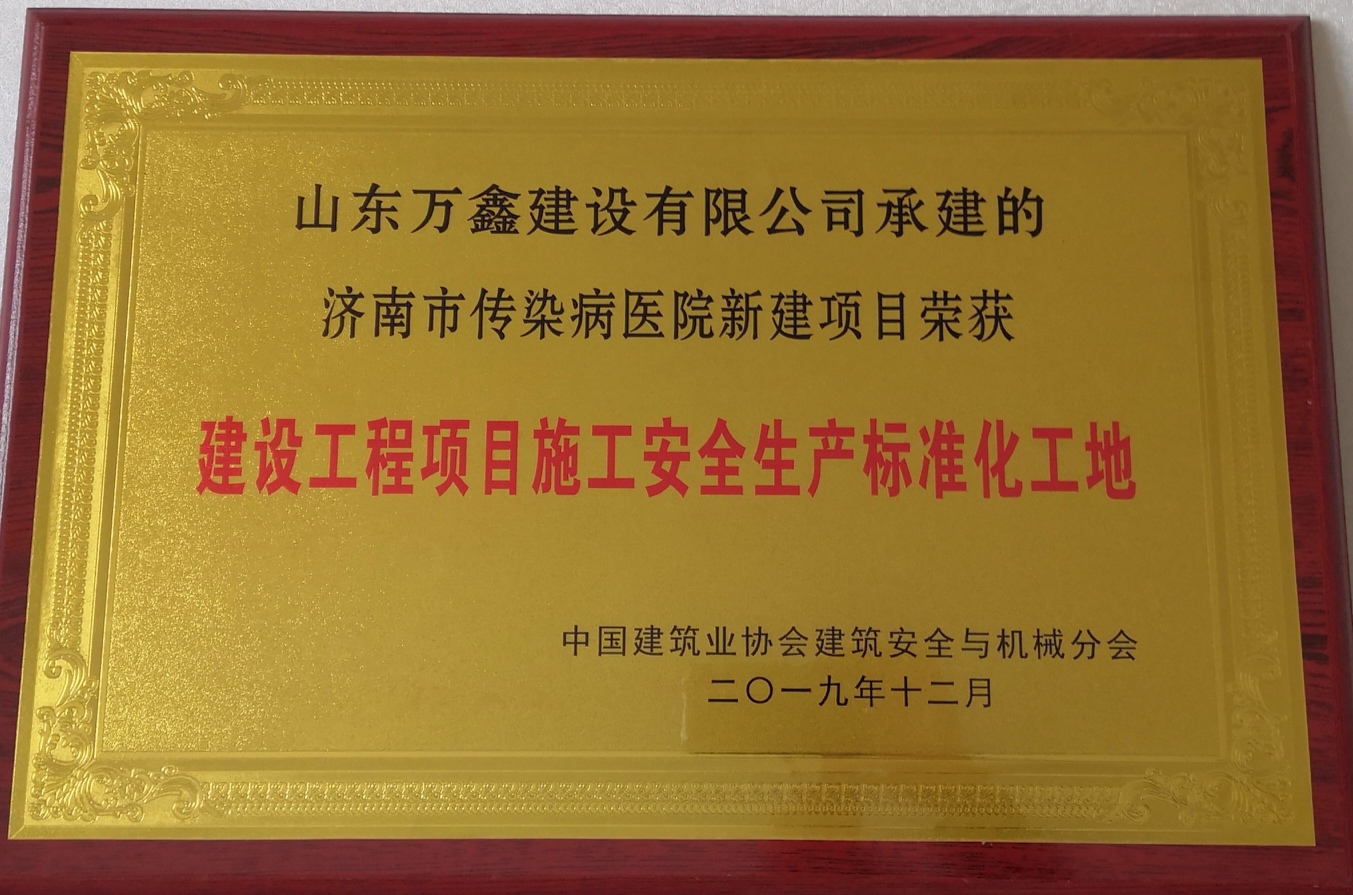 山东万鑫建设有限公司承建的
济南市传染病医院新建项目荣获
建设工程项目施工安全生产标准化工地
中国建筑业协会建筑安全与机械分会
二〇一九年十二月